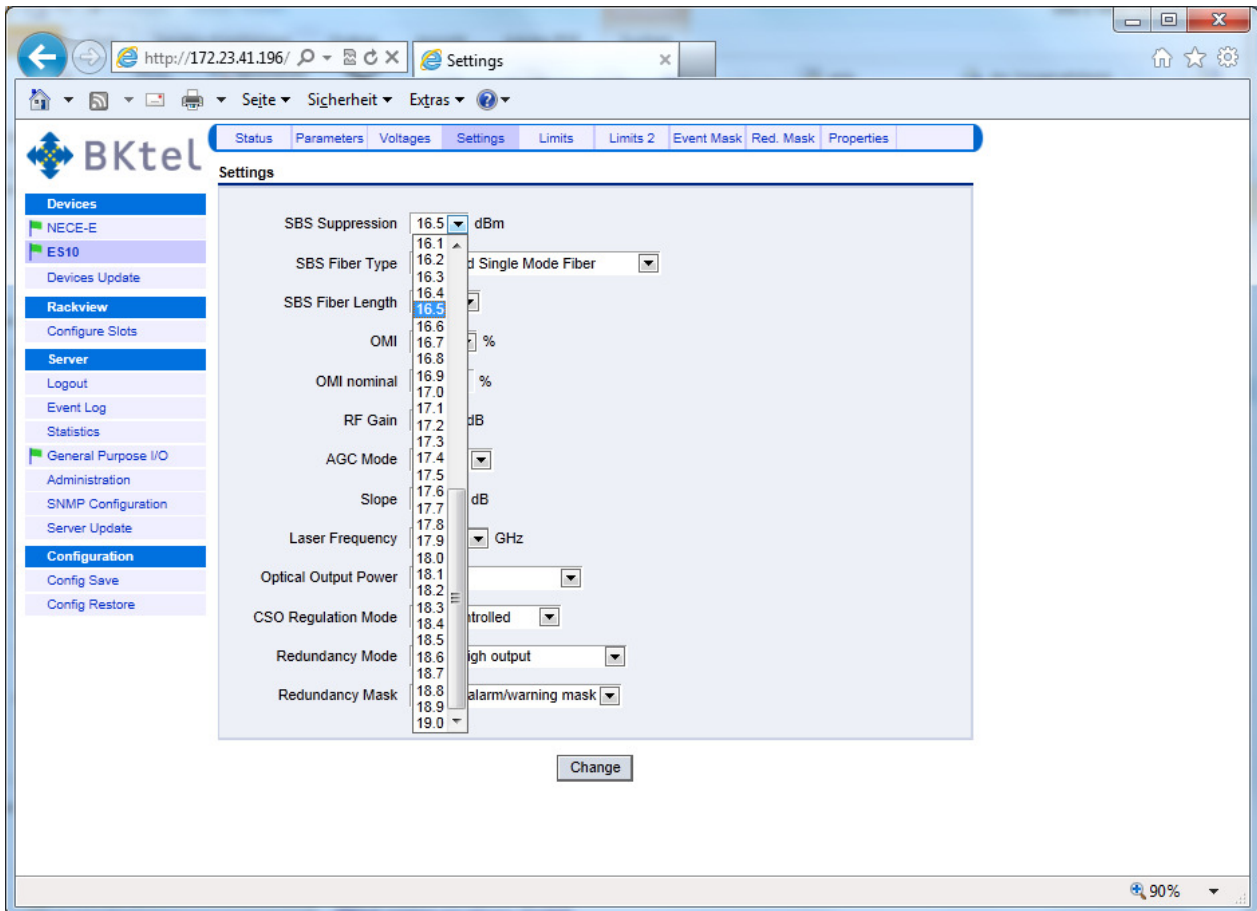 http://172.23.41.196/
Settings
Seite Sicherheit Extras
BKtel
Status Parameters Voltages Settings Limits Limits 2 Event Mask Red. Mask Properties
Settings
Devices
NECE-E
ES10
Devices Update
Rackview
Configure Slots
Server
Logout
Event Log
Statistics
General Purpose I/O
Administration
SNMP Configuration
Server Update
Configuration
Config Save
Config Restore
SBS Suppression 16.5 dBm
SBS Fiber Type d Single Mode Fiber
SBS Fiber Length
OMI %
OMI nominal %
RF Gain dB
AGC Mode
Slope dB
Laser Frequency GHz
Optical Output Power
CSO Regulation Mode ntrolled
Redundancy Mode igh output
Redundancy Mask alarm/warning mask
16.1
16.2
16.3
16.4
16.5
16.6
16.7
16.8
16.9
17.0
17.1
17.2
17.3
17.4
17.5
17.6
17.7
17.8
17.9
18.0
18.1
18.2
18.3
18.4
18.5
18.6
18.7
18.8
18.9
19.0
Change
90%